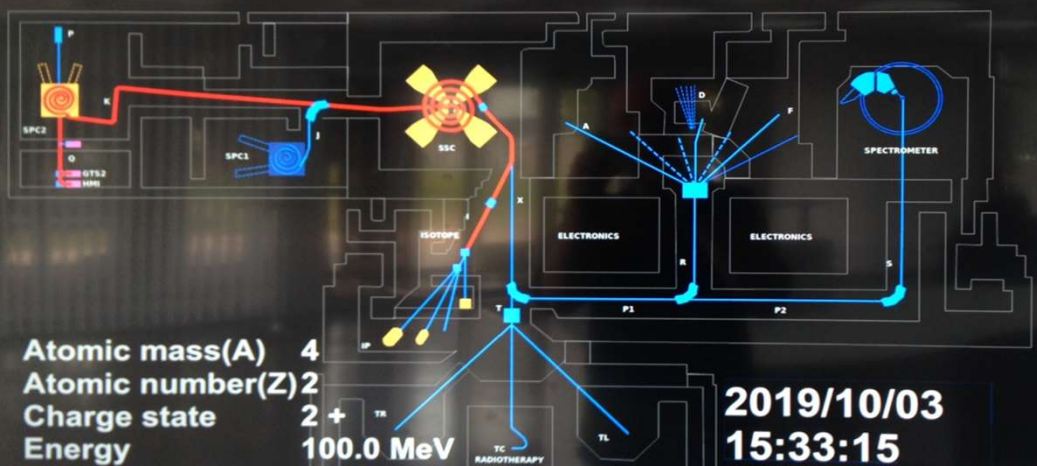 P
K
SPC2
Q
GTS2
HMI
SPC1
J
SSC
A
D
F
SPECTROMETER
X
I
ISOTOPE
ELECTRONICS
ELECTRONICS
R
S
IP
T
P1
P2
TR
TC
RADIOTHERAPHY
TL
Atomic mass(A) 4
Atomic number(Z) 2
Charge state 2 +
Energy 100.0 MeV
2019/10/03
15:33:15